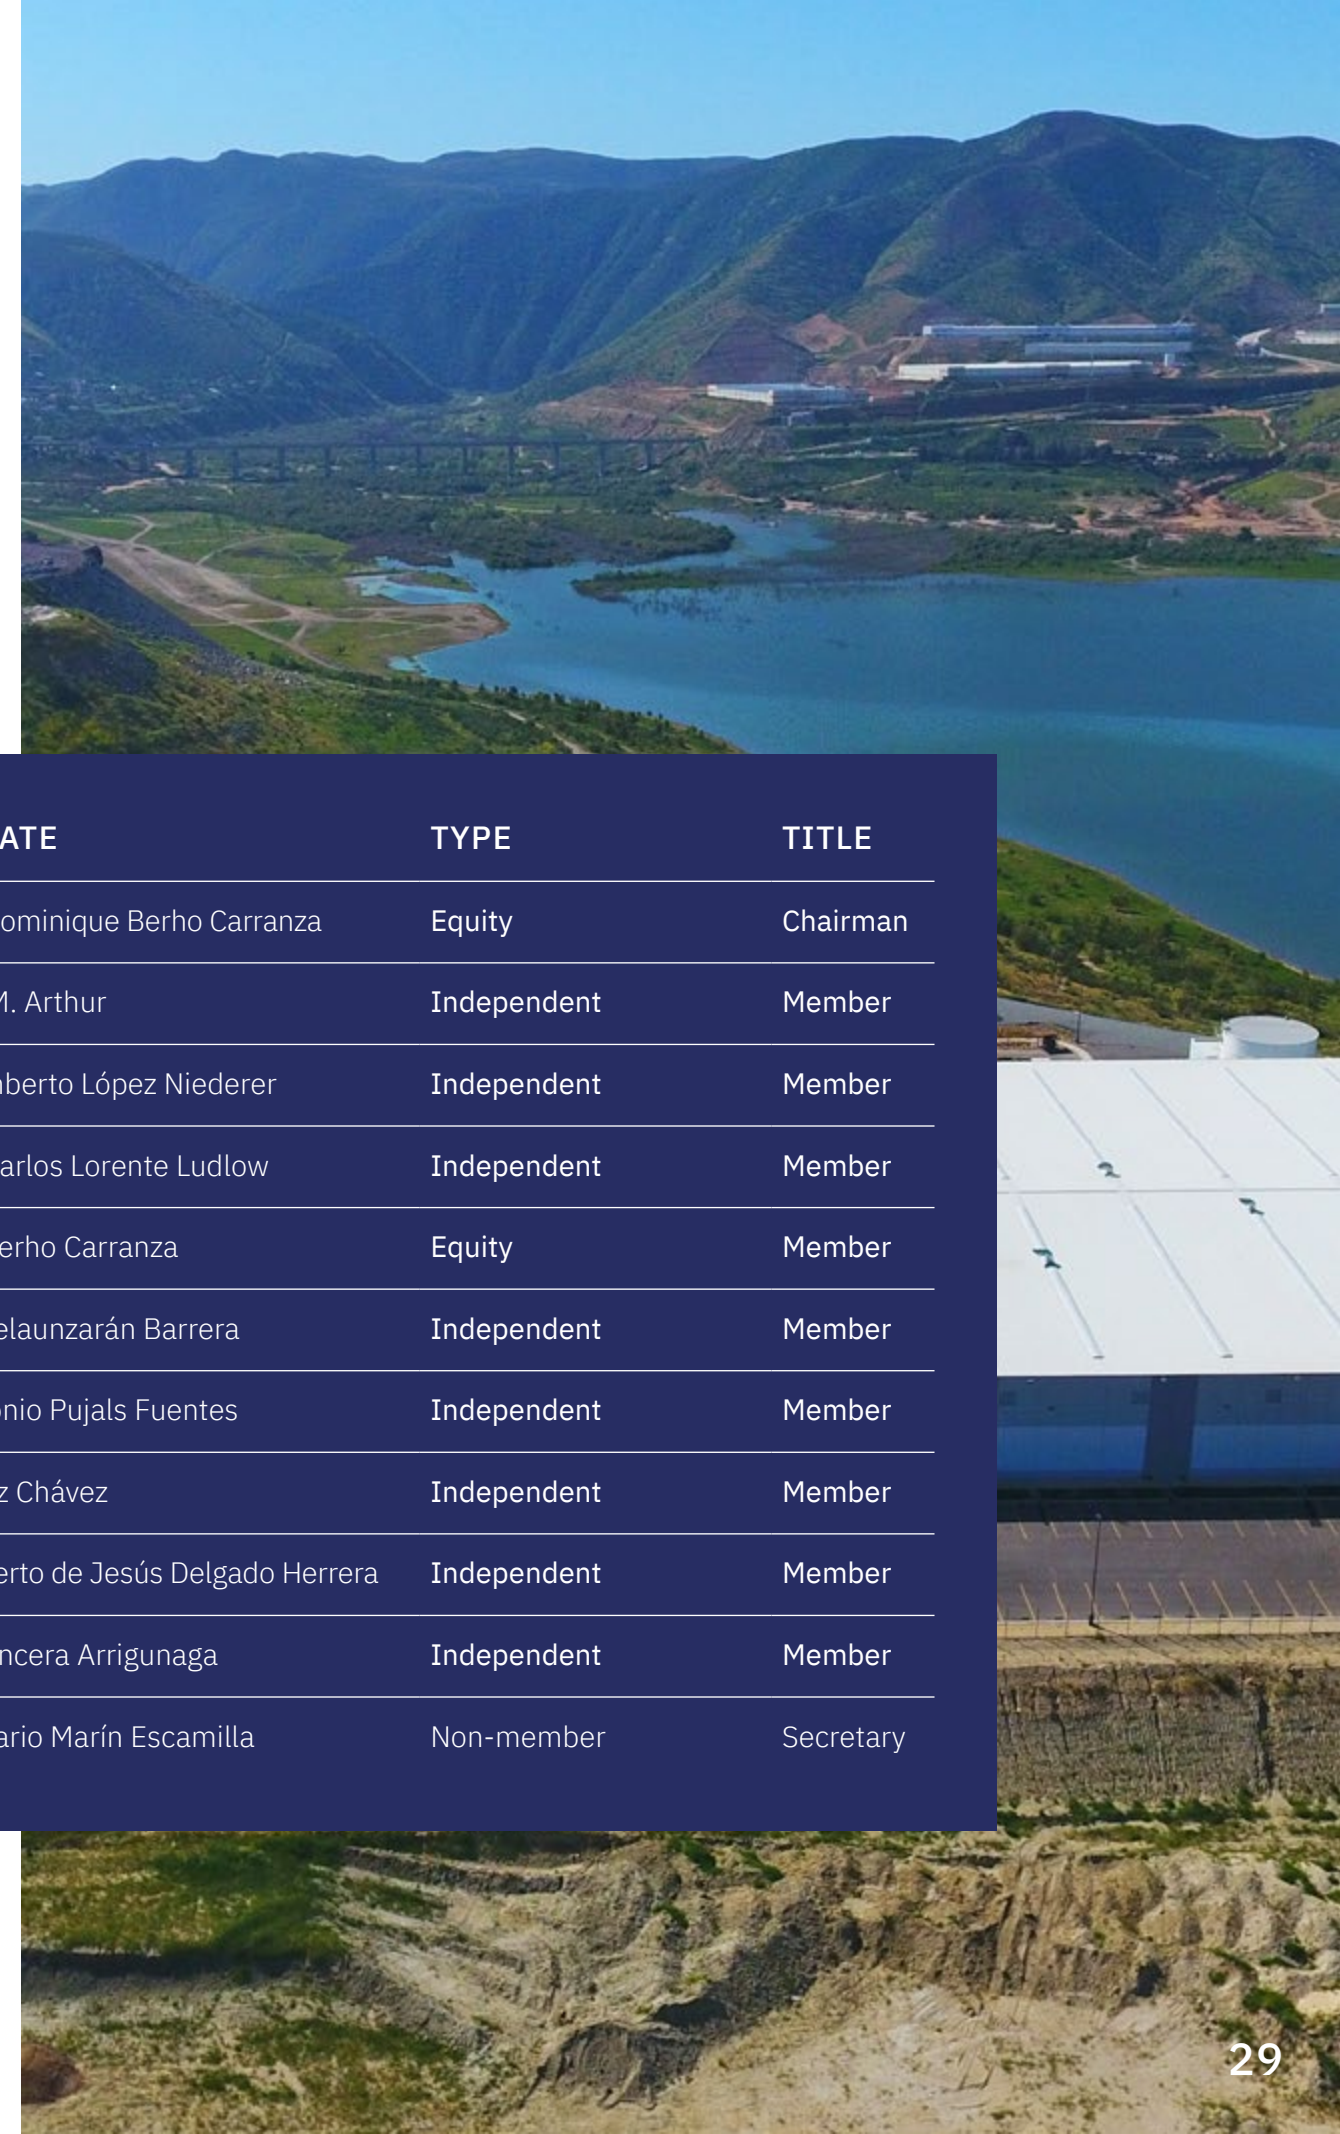 ATE TYPE TITLE
ominique Berho Carranza Equity Chairman
M. Arthur Independent Member
berto López Niederer Independent Member
arlos Lorente Ludlow Independent Member
erho Carranza Equity Member
elaunzarán Barrera Independent Member
nio Pujals Fuentes Independent Member
z Chávez Independent Member
erto de Jesús Delgado Herrera Independent Member
ncera Arrigunaga Independent Member
ario Marín Escamilla Non-member Secretary
29